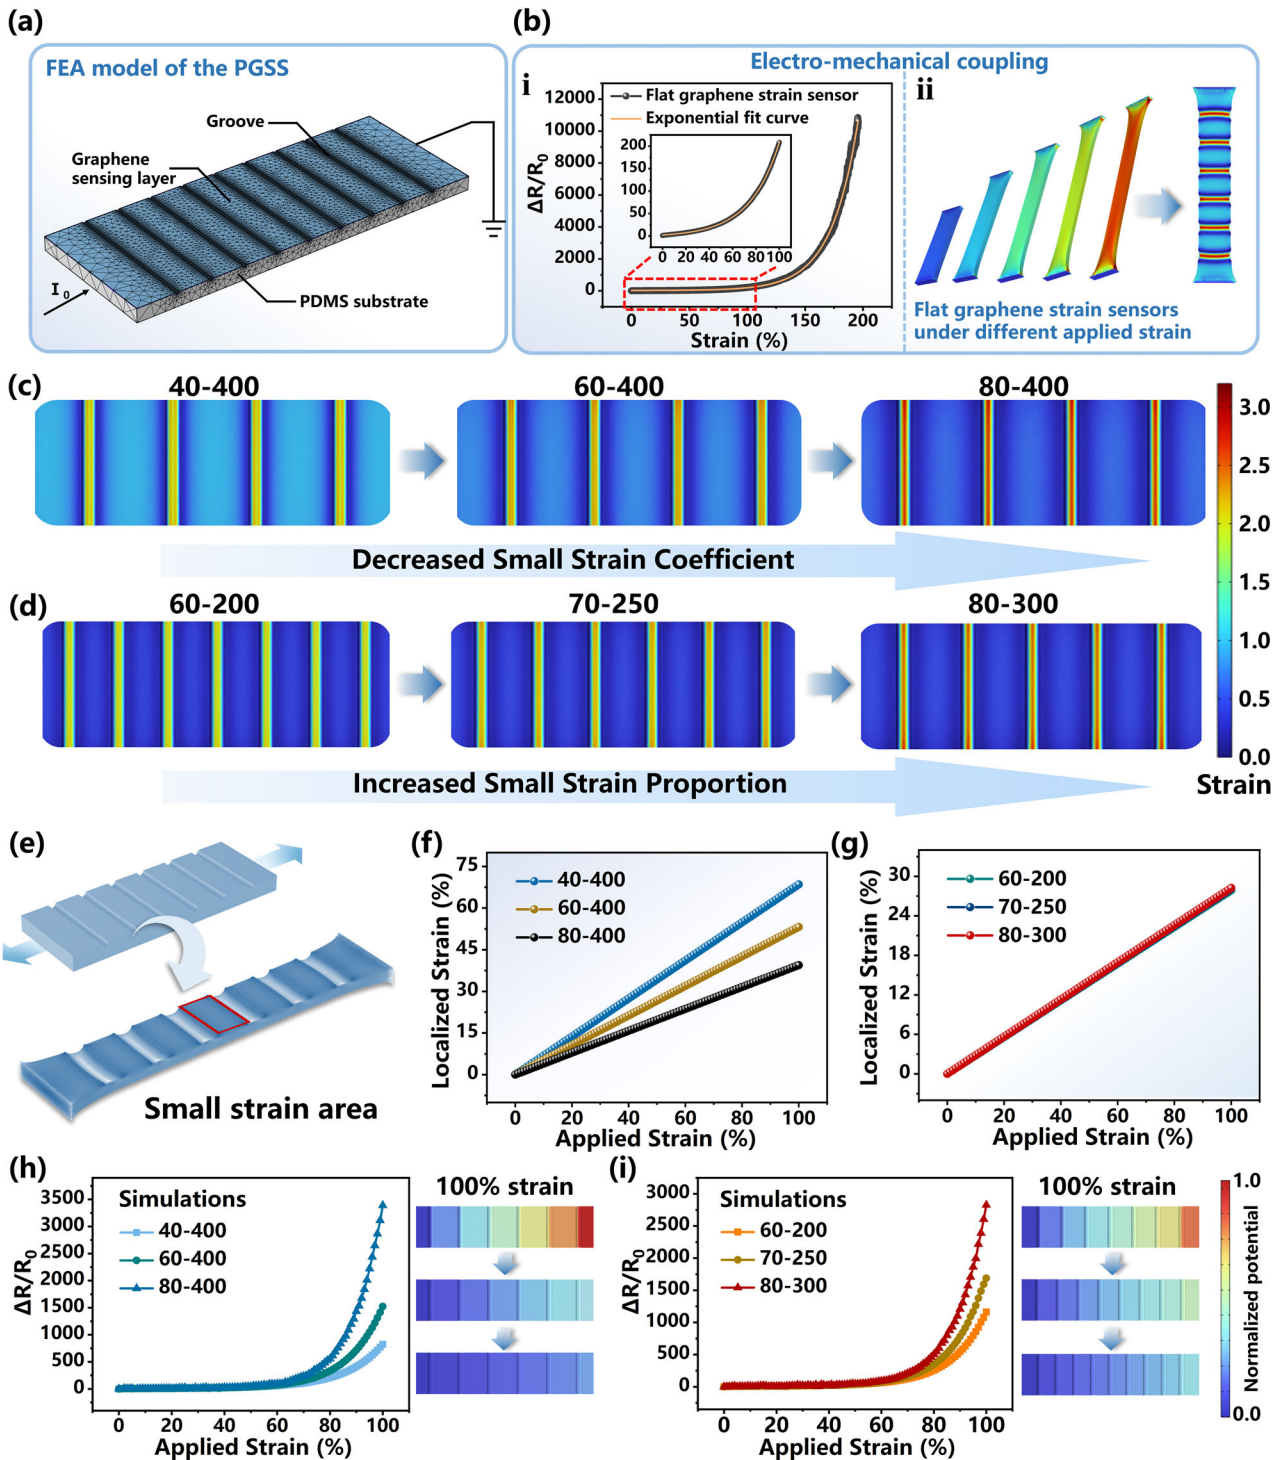 (a)
FEA model of the PGSS
Groove
Graphene
sensing layer
I0
PDMS substrate
(b)
Electro-mechanical coupling
i
12000
10000
8000
6000
4000
2000
0
ΔR/R0
Flat graphene strain sensor
Exponential fit curve
200
150
100
50
0
0 20 40 60 80 100
0 50 100 150 200
Strain (%)
ii
Flat graphene strain sensors
under different applied strain
(c)
40-400
60-400
80-400
Decreased Small Strain Coefficient
(d)
60-200
70-250
80-300
Increased Small Strain Proportion
3.0
2.5
2.0
1.5
1.0
0.5
0.0
Strain
(e)
Small strain area
(f)
75
60
45
30
15
0
Localized Strain (%)
40-400
60-400
80-400
0 20 40 60 80 100
Applied Strain (%)
(g)
30
24
18
12
6
0
Localized Strain (%)
60-200
70-250
80-300
0 20 40 60 80 100
Applied Strain (%)
(h)
3500
3000
2500
2000
1500
1000
500
0
ΔR/R0
Simulations
40-400
60-400
80-400
0 20 40 60 80 100
Applied Strain (%)
100% strain
(i)
3000
2500
2000
1500
1000
500
0
ΔR/R0
Simulations
60-200
70-250
80-300
0 20 40 60 80 100
Applied Strain (%)
100% strain
1.0
Normalized potential
0.0